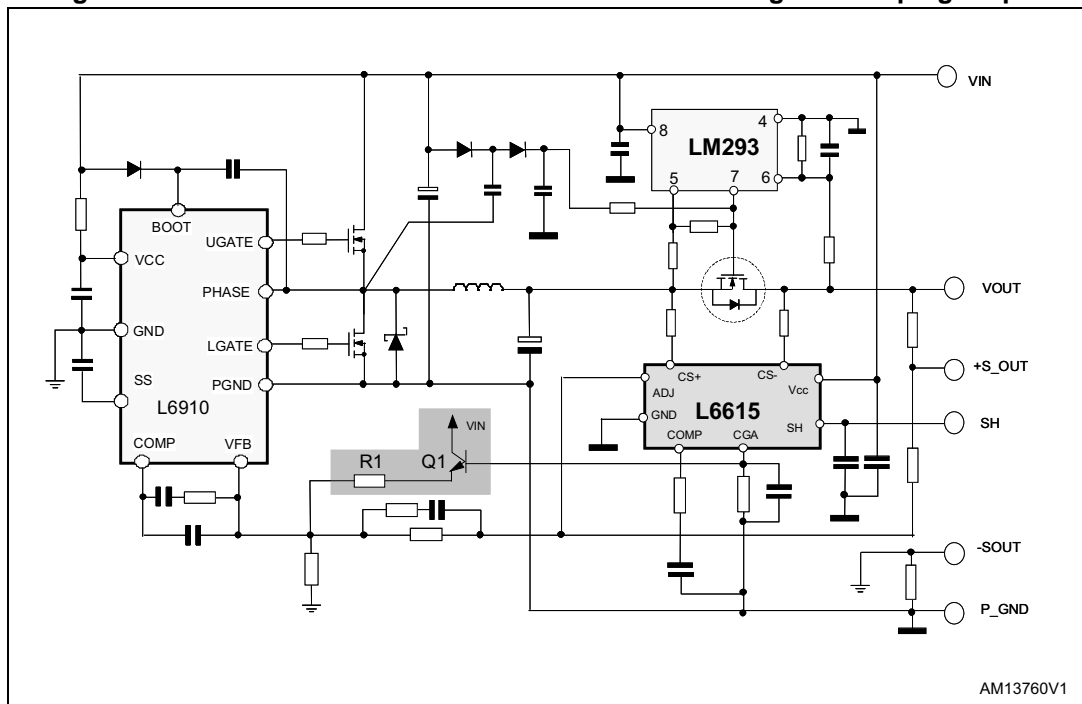 VIN
8
4
LM293
5
7
6
BOOT
UGATE
VCC
PHASE
VOUT
GND
LGATE
SS
PGND
CS+
CS-
+S_OUT
ADJ
Vcc
L6910
GND
L6615
SH
SH
COMP
VFB
VIN
COMP
CGA
R1
Q1
-SOUT
P_GND
AM13760V1